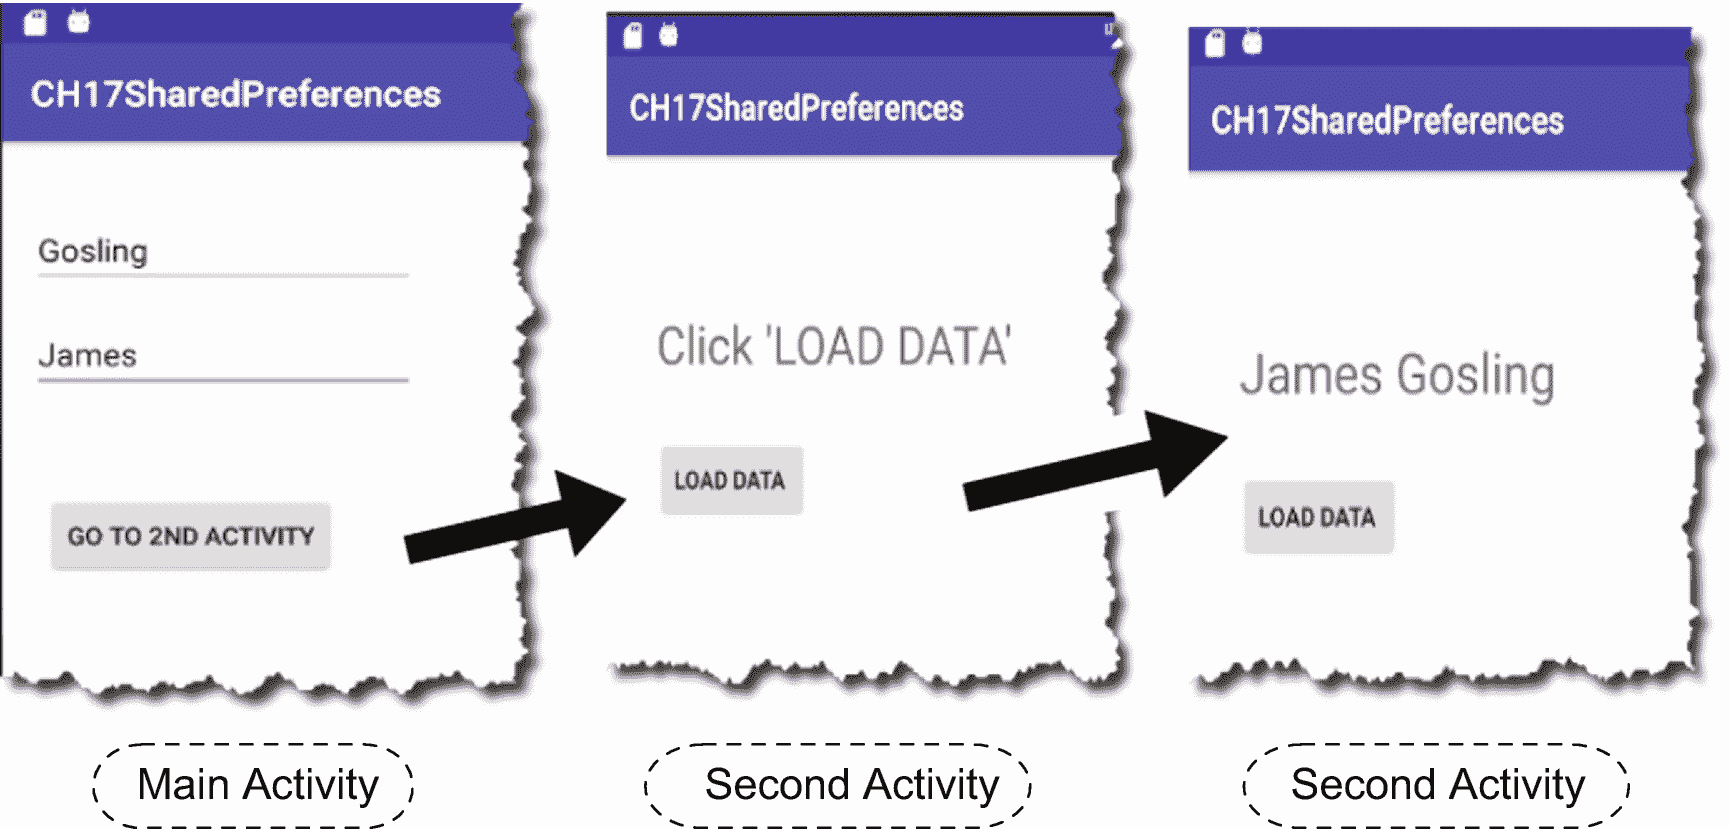 CH17SharedPreferences
Gosling
James
GO TO 2ND ACTIVITY
Main Activity
CH17SharedPreferences
Click 'LOAD DATA'
LOAD DATA
Second Activity
CH17SharedPreferences
James Gosling
LOAD DATA
Second Activity